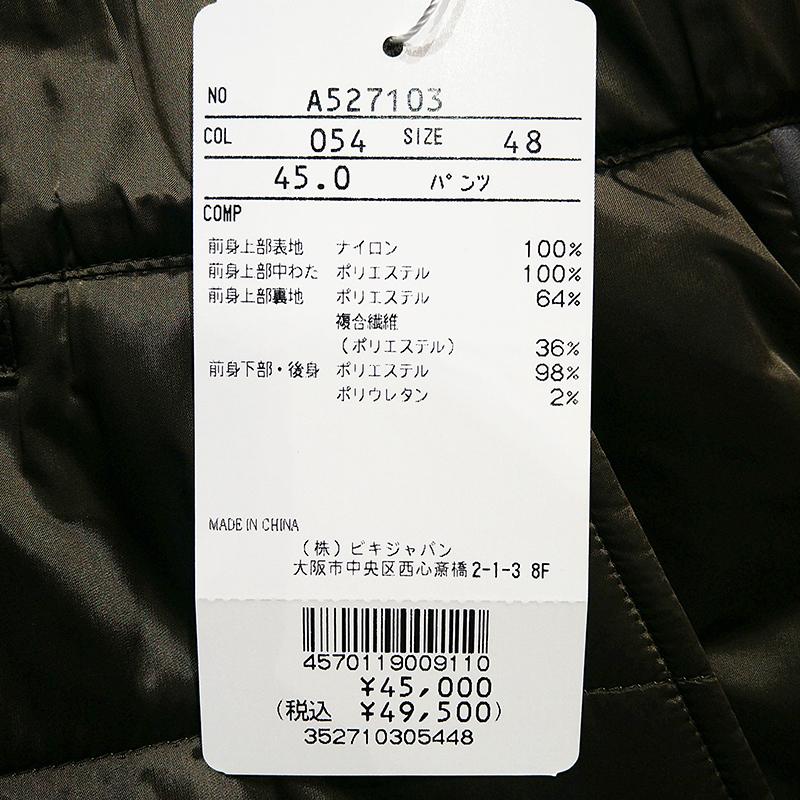 NO A527103
COL 054 SIZE 48
45.0 パンツ
COMP
前身上部表地 ナイロン 100%
前身上部中わた ポリエステル 100%
前身上部裏地 ポリエステル 64%
複合繊維
(ポリエステル) 36%
前身下部・後身 ポリエステル 98%
ポリウレタン 2%
MADE IN CHINA
(株)ビキジャパン
大阪市中央区西心斎橋2-1-3 8F
4570119009110
¥45,000
(税込 ¥49,500)
352710305448